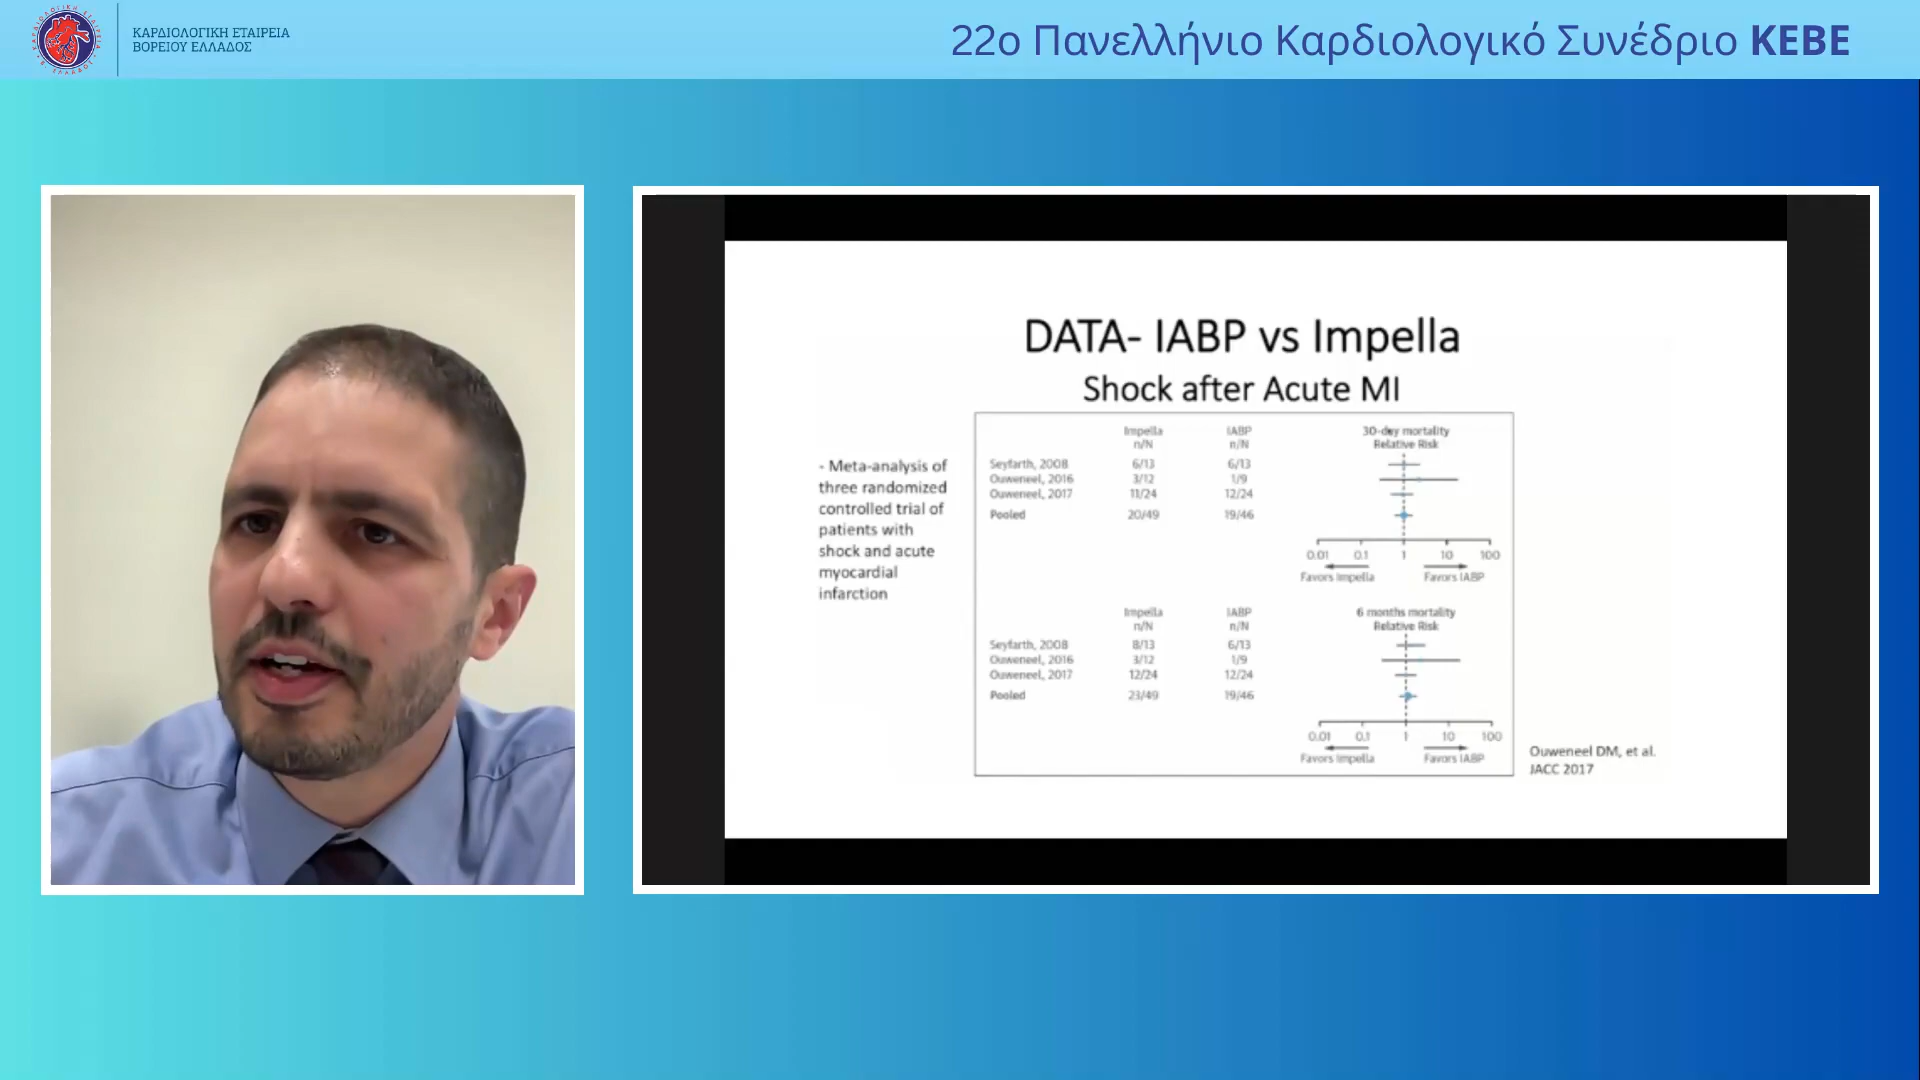 ΚΑΡΔΙΟΛΟΓΙΚΗ ΕΤΑΙΡΕΙΑ
ΒΟΡΕΙΟΥ ΕΛΛΑΔΟΣ
22ο Πανελλήνιο Καρδιολογικό Συνέδριο ΚΕΒΕ
DATA- IABP vs Impella
Shock after Acute MI
- Meta-analysis of
three randomized
controlled trial of
patients with
shock and acute
myocardial
infarction
Impella IABP 30-day mortality
n/N n/N Relative Risk
Seyfarth, 2008 6/13 6/13
Ouweneel, 2016 3/12 1/9
Ouweneel, 2017 11/24 12/24
Pooled 20/49 19/46
0.01 0.1 1 10 100
Favors Impella Favors IABP
Impella IABP 6 months mortality
n/N n/N Relative Risk
Seyfarth, 2008 8/13 6/13
Ouweneel, 2016 3/12 1/9
Ouweneel, 2017 12/24 12/24
Pooled 23/49 19/46
0.01 0.1 1 10 100
Favors Impella Favors IABP
Ouweneel DM, et al.
JACC 2017